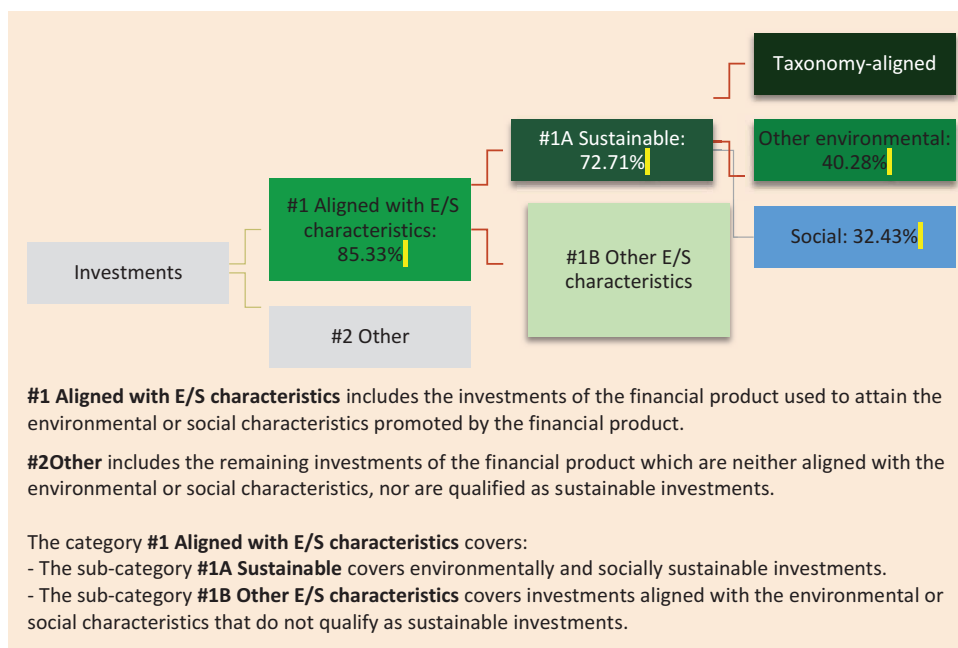 Taxonomy-aligned
#1A Sustainable:
72.71%
Other environmental:
40.28%
#1 Aligned with E/S
characteristics:
85.33%
Social: 32.43%
#1B Other E/S
characteristics
Investments
#2 Other
#1 Aligned with E/S characteristics includes the investments of the financial product used to attain the
environmental or social characteristics promoted by the financial product.
#2Other includes the remaining investments of the financial product which are neither aligned with the
environmental or social characteristics, nor are qualified as sustainable investments.
The category #1 Aligned with E/S characteristics covers:
- The sub-category #1A Sustainable covers environmentally and socially sustainable investments.
- The sub-category #1B Other E/S characteristics covers investments aligned with the environmental or
social characteristics that do not qualify as sustainable investments.